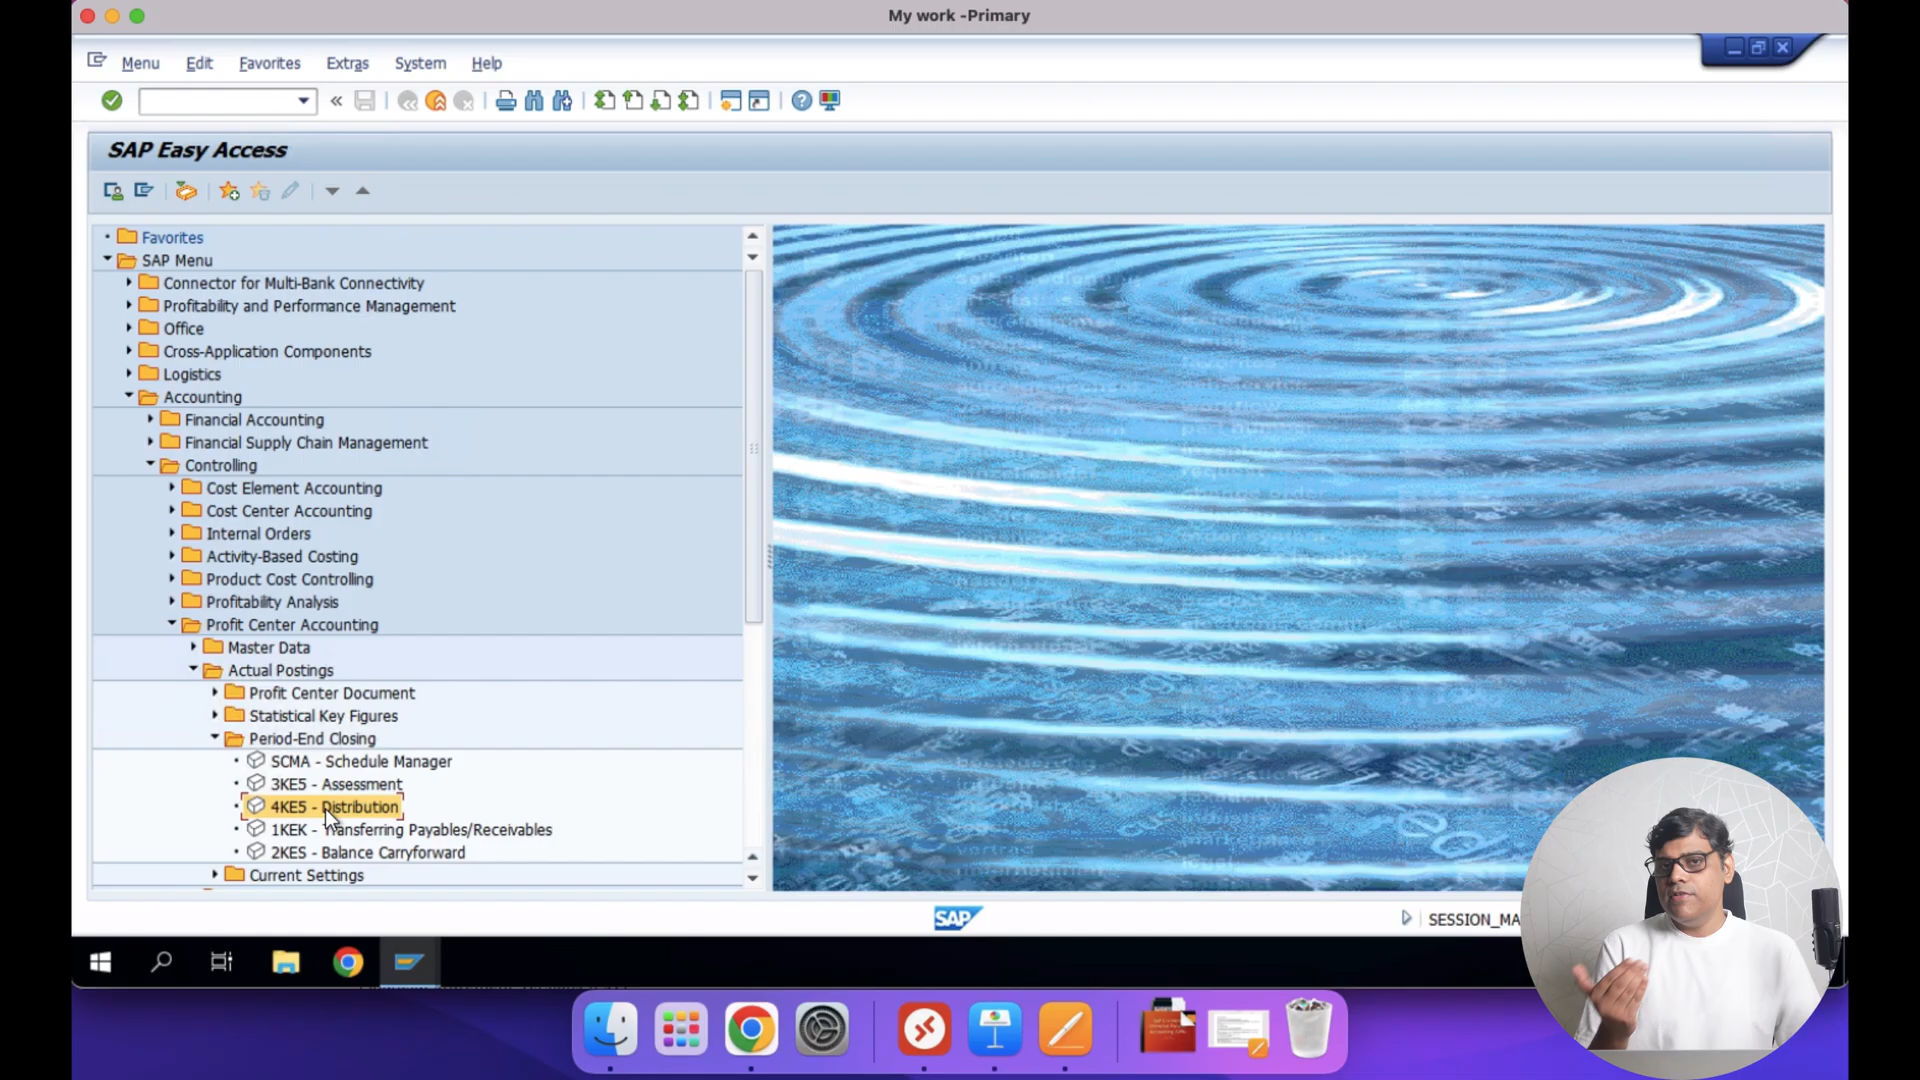 My work -Primary
Menu Edit Favorites Extras System Help
SAP Easy Access
Favorites
SAP Menu
Connector for Multi-Bank Connectivity
Profitability and Performance Management
Office
Cross-Application Components
Logistics
Accounting
Financial Accounting
Financial Supply Chain Management
Controlling
Cost Element Accounting
Cost Center Accounting
Internal Orders
Activity-Based Costing
Product Cost Controlling
Profitability Analysis
Profit Center Accounting
Master Data
Actual Postings
Profit Center Document
Statistical Key Figures
Period-End Closing
SCMA - Schedule Manager
3KE5 - Assessment
4KE5 - Distribution
1KEK - Transferring Payables/Receivables
2KES - Balance Carryforward
Current Settings
SAP
SESSION_MA